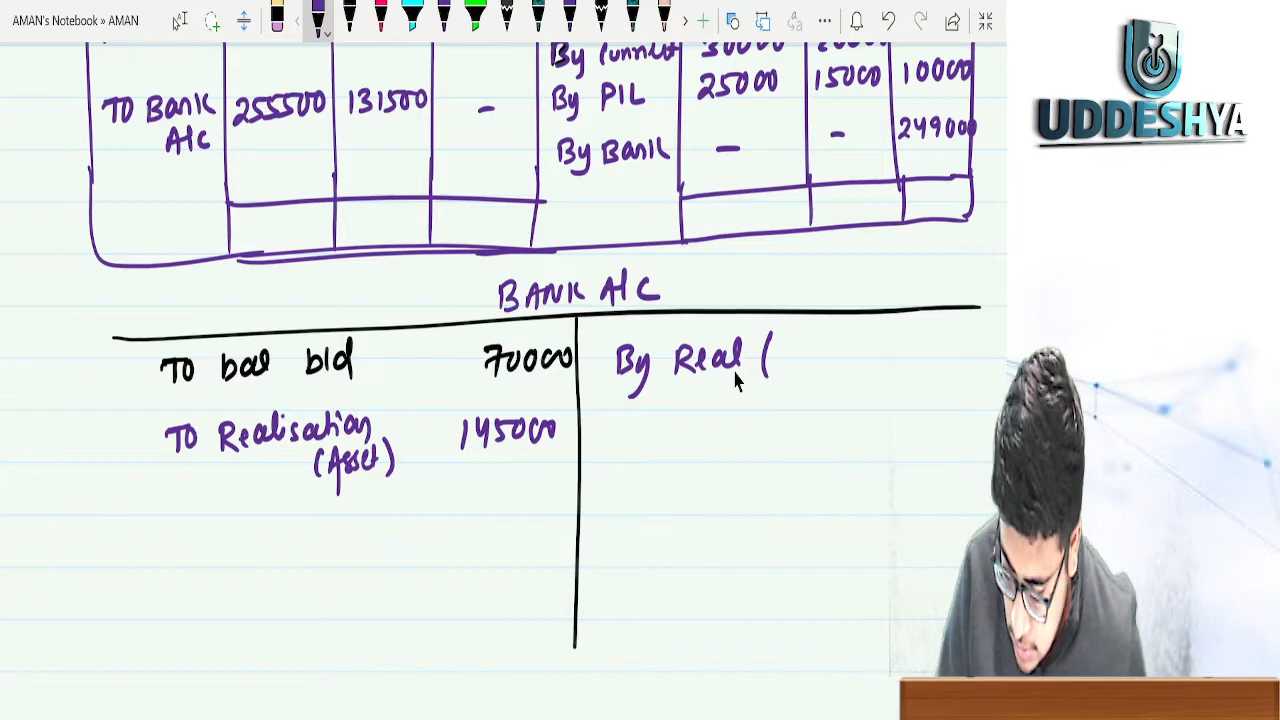 AMAN's Notebook » AMAN
By 30000
By PIL 25000 15000 10000
To Bank A/c 255500 131500 -
By Bank - - 249000
UDDESHYA
BANK A/C
To bal b/d 70000
By Real (
To Realisation 145000
(Asset)